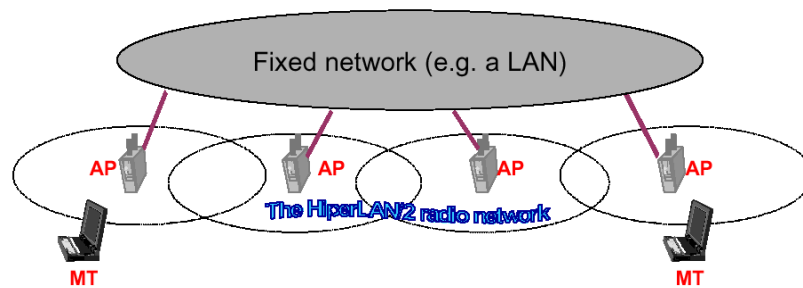 Fixed network (e.g. a LAN)
AP
AP
AP
AP
The HiperLAN/2 radio network
MT
MT